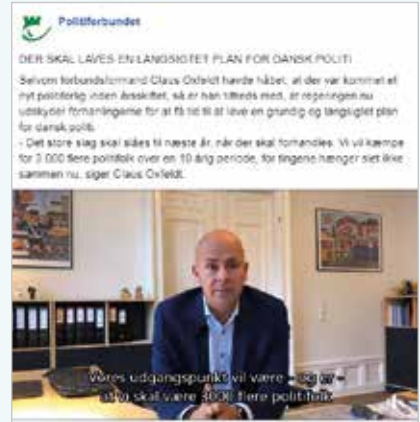 Politiforbundet
DER SKAL LAVES EN LANGSIGTET PLAN FOR DANSK POLITI
Selvom forbundsformand Claus Oxfeldt havde håbet, at der var kommet et
nyt politiforlig inden årsskiftet, så er han tilfreds med, at regeringen nu
udskyder forhandlingerne for at få tid til at lave en grundig og langsigtet plan
for dansk politi.
- Det store slag skal slåes til næste år, når der skal forhandles. Vi vil kæmpe
for 3.000 flere politifolk over en 10 årig periode, for tingene hænger slet ikke
sammen nu, siger Claus Oxfeldt.
Vores udgangspunkt vil være - og er -
at vi skal være 3000 flere politifolk